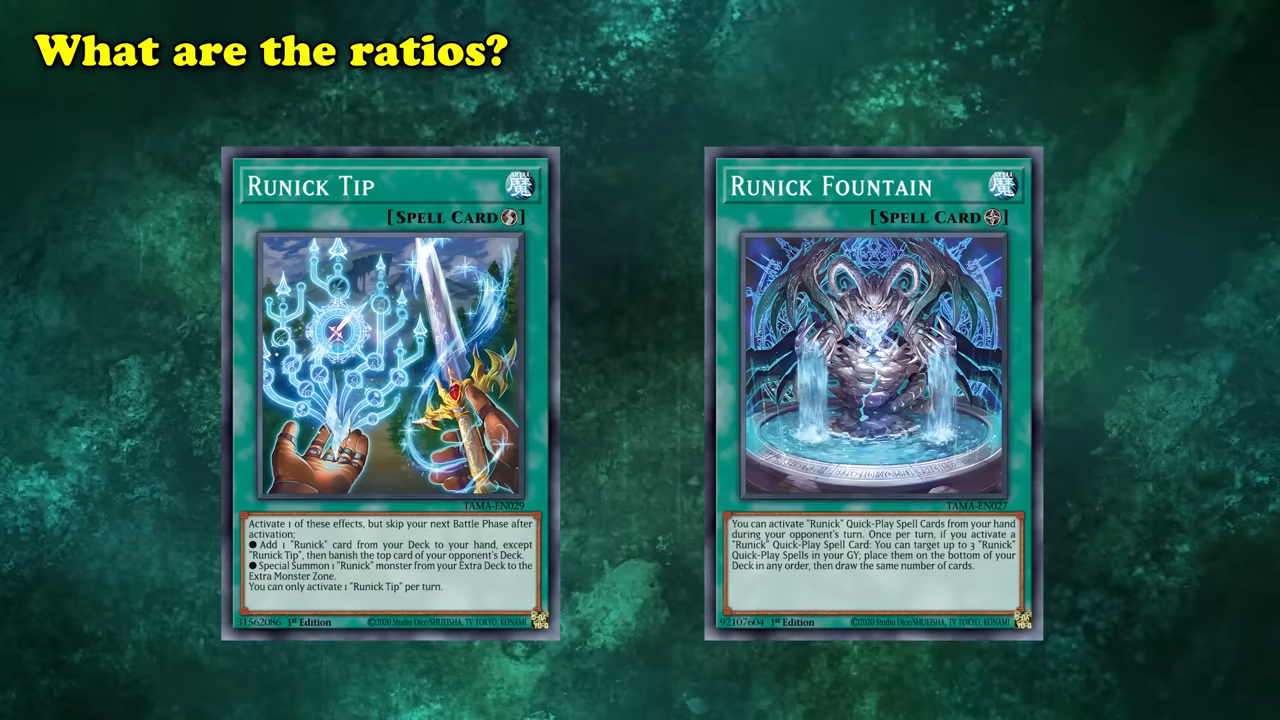 What are the ratios?
RUNICK TIP
[SPELL CARD]
TAMA-EN029
Activate 1 of these effects, but skip your next Battle Phase after
activation;
● Add 1 "Runick" card from your Deck to your hand, except
"Runick Tip", then banish the top card of your opponent's Deck.
● Special Summon 1 "Runick" monster from your Extra Deck to the
Extra Monster Zone.
You can only activate 1 "Runick Tip" per turn.
31562086 1st Edition ©2020 Studio Dice/SHUEISHA, TV TOKYO, KONAMI
RUNICK FOUNTAIN
[SPELL CARD]
TAMA-EN027
You can activate "Runick" Quick-Play Spell Cards from your hand
during your opponent's turn. Once per turn, if you activate a
"Runick" Quick-Play Spell Card: You can target up to 3 "Runick"
Quick-Play Spells in your GY; place them on the bottom of your
Deck in any order, then draw the same number of cards.
92107604 1st Edition ©2020 Studio Dice/SHUEISHA, TV TOKYO, KONAMI